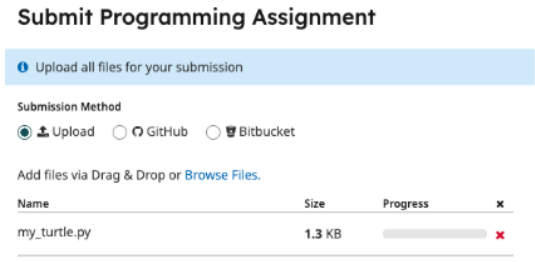 Submit Programming Assignment
Upload all files for your submission
Submission Method
Upload GitHub Bitbucket
Add files via Drag & Drop or Browse Files.
Name Size Progress x
my_turtle.py 1.3 KB x